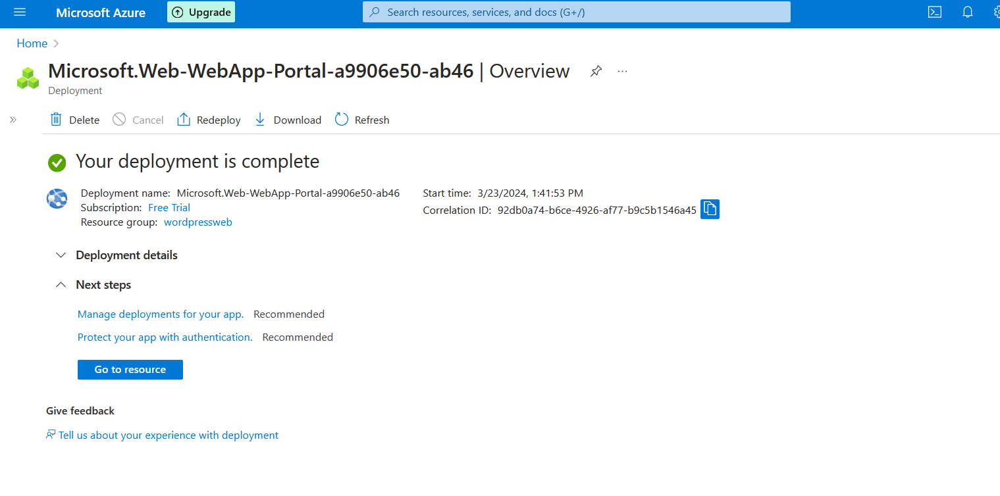 Microsoft Azure
Upgrade
Search resources, services, and docs (G+/)
Home
Microsoft.Web-WebApp-Portal-a9906e50-ab46 | Overview
Deployment
Delete
Cancel
Redeploy
Download
Refresh
Your deployment is complete
Deployment name: Microsoft.Web-WebApp-Portal-a9906e50-ab46
Subscription: Free Trial
Resource group: wordpressweb
Start time: 3/23/2024, 1:41:53 PM
Correlation ID: 92db0a74-b6ce-4926-af77-b9c5b1546a45
Deployment details
Next steps
Manage deployments for your app. Recommended
Protect your app with authentication. Recommended
Go to resource
Give feedback
Tell us about your experience with deployment